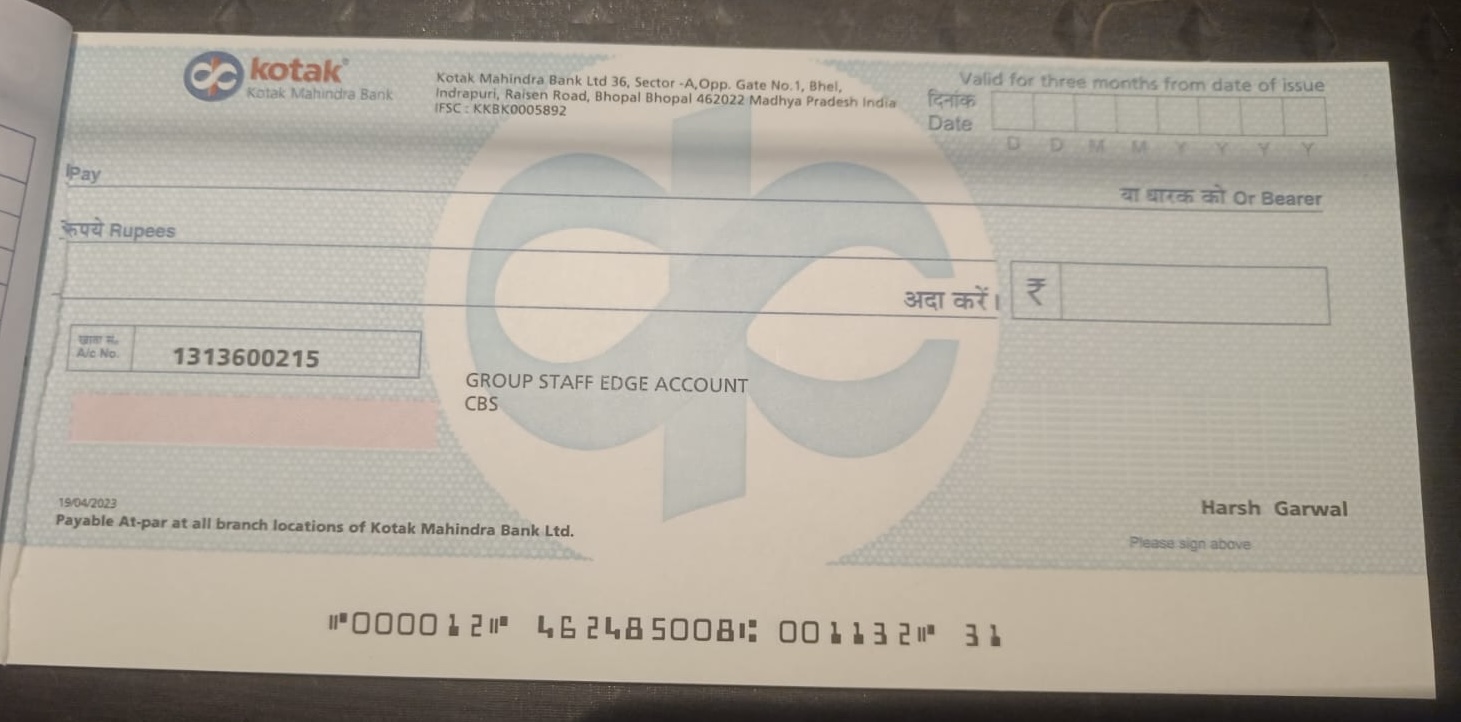 kotak
Kotak Mahindra Bank
Kotak Mahindra Bank Ltd 36, Sector -A,Opp. Gate No.1, Bhel,
Indrapuri, Raisen Road, Bhopal Bhopal 462022 Madhya Pradesh India
IFSC : KKBK0005892
Valid for three months from date of issue
दिनांक
Date
D D M M Y Y Y Y
Pay
या धारक को Or Bearer
रुपये Rupees
अदा करें।
₹
खाता सं.
A/c No.
1313600215
GROUP STAFF EDGE ACCOUNT
CBS
19/04/2023
Payable At-par at all branch locations of Kotak Mahindra Bank Ltd.
Harsh Garwal
Please sign above
⑈000012⑈ 462485008⑆ 001132⑈ 31